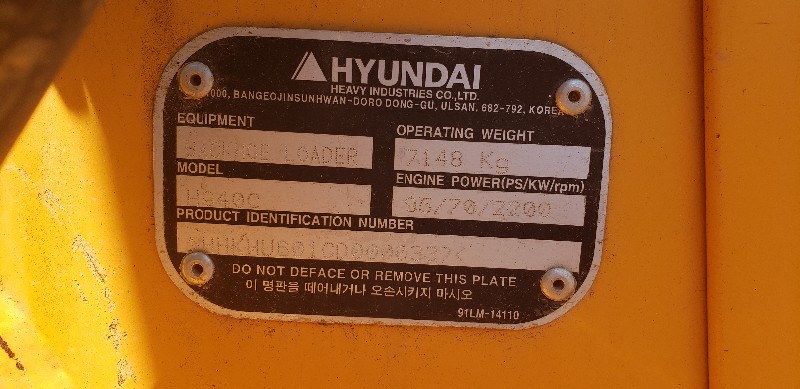 HYUNDAI
HEAVY INDUSTRIES CO.,LTD.
BANGEOJINSUNHWAN-DORO DONG-GU, ULSAN, 682-792, KOREA
EQUIPMENT
LOADER
OPERATING WEIGHT
7148 Kg
MODEL
ENGINE POWER(PS/KW/rpm)
PRODUCT IDENTIFICATION NUMBER
DO NOT DEFACE OR REMOVE THIS PLATE
이 명판을 떼어내거나 오손시키지 마시오
91LM-14110